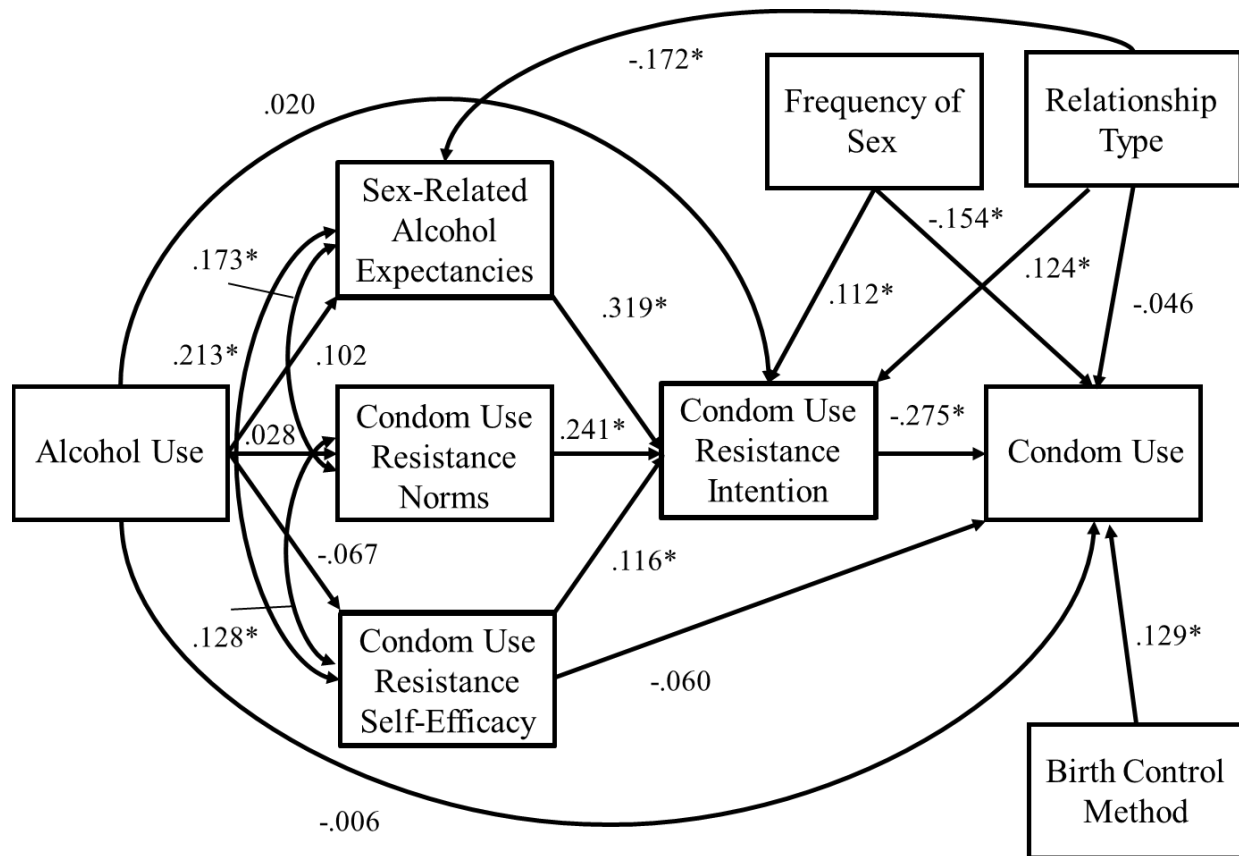 -.172*
.020
Frequency of
Sex
Relationship
Type
Sex-Related
Alcohol
Expectancies
.173*
-.154*
.124*
.112*
-.046
.319*
.213*
.102
Alcohol Use
.028
Condom Use
Resistance
Norms
.241*
Condom Use
Resistance
Intention
-.275*
Condom Use
-.067
.116*
.128*
Condom Use
Resistance
Self-Efficacy
-.060
.129*
-.006
Birth Control
Method